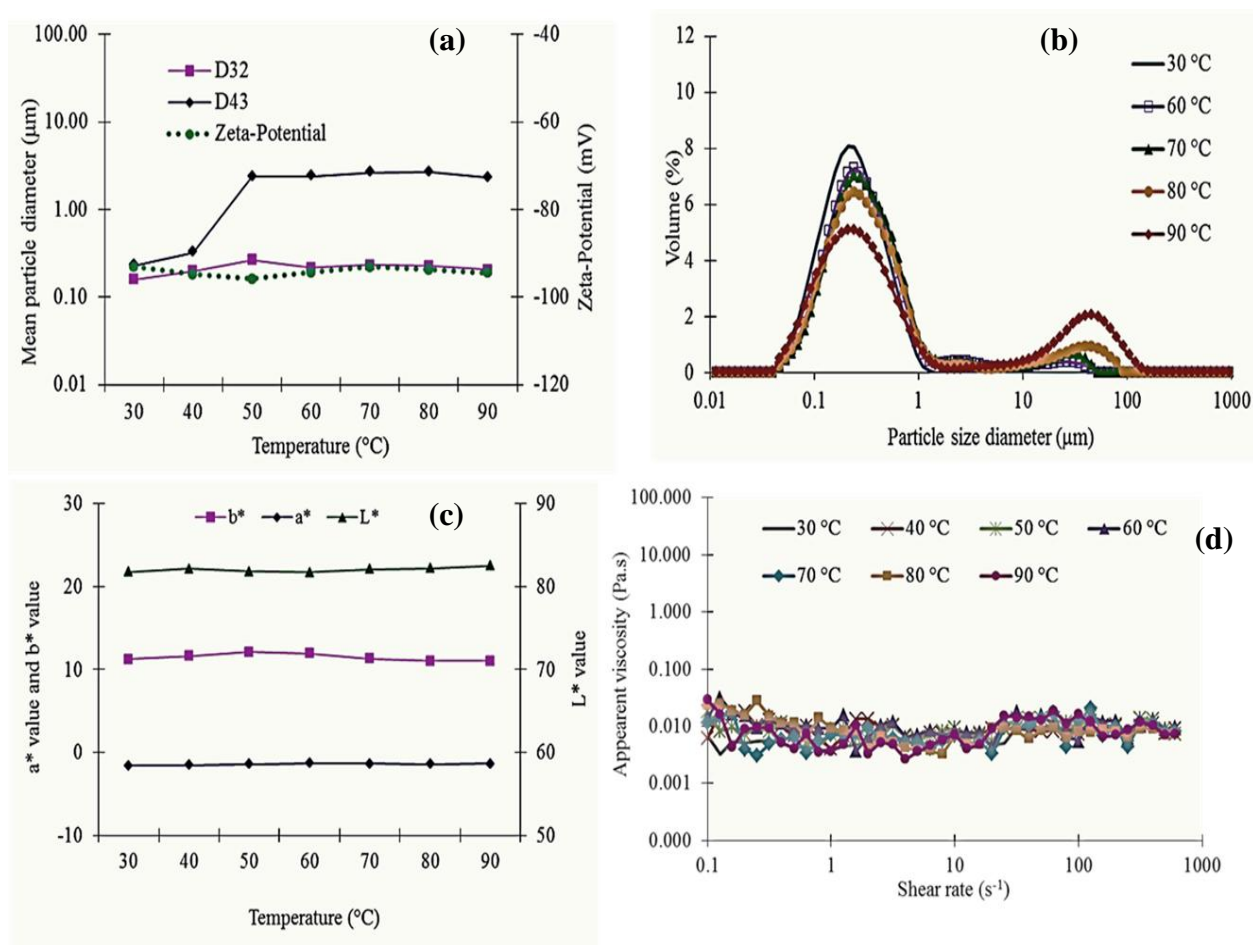 (a)
100.00
10.00
1.00
0.10
0.01
Mean particle diameter (µm)
D32
D43
Zeta-Potential
-40
-60
-80
-100
-120
Zeta-Potential (mV)
30 40 50 60 70 80 90
Temperature (°C)
(b)
12
10
8
6
4
2
0
Volume (%)
30 °C
60 °C
70 °C
80 °C
90 °C
0.01 0.1 1 10 100 1000
Particle size diameter (µm)
(c)
30
20
10
0
-10
a* value and b* value
b* a* L*
90
80
70
60
50
L* value
30 40 50 60 70 80 90
Temperature (°C)
(d)
100.000
10.000
1.000
0.100
0.010
0.001
0.000
Apparent viscosity (Pa.s)
30 °C 40 °C 50 °C 60 °C
70 °C 80 °C 90 °C
0.1 1 10 100 1000
Shear rate (s⁻¹)